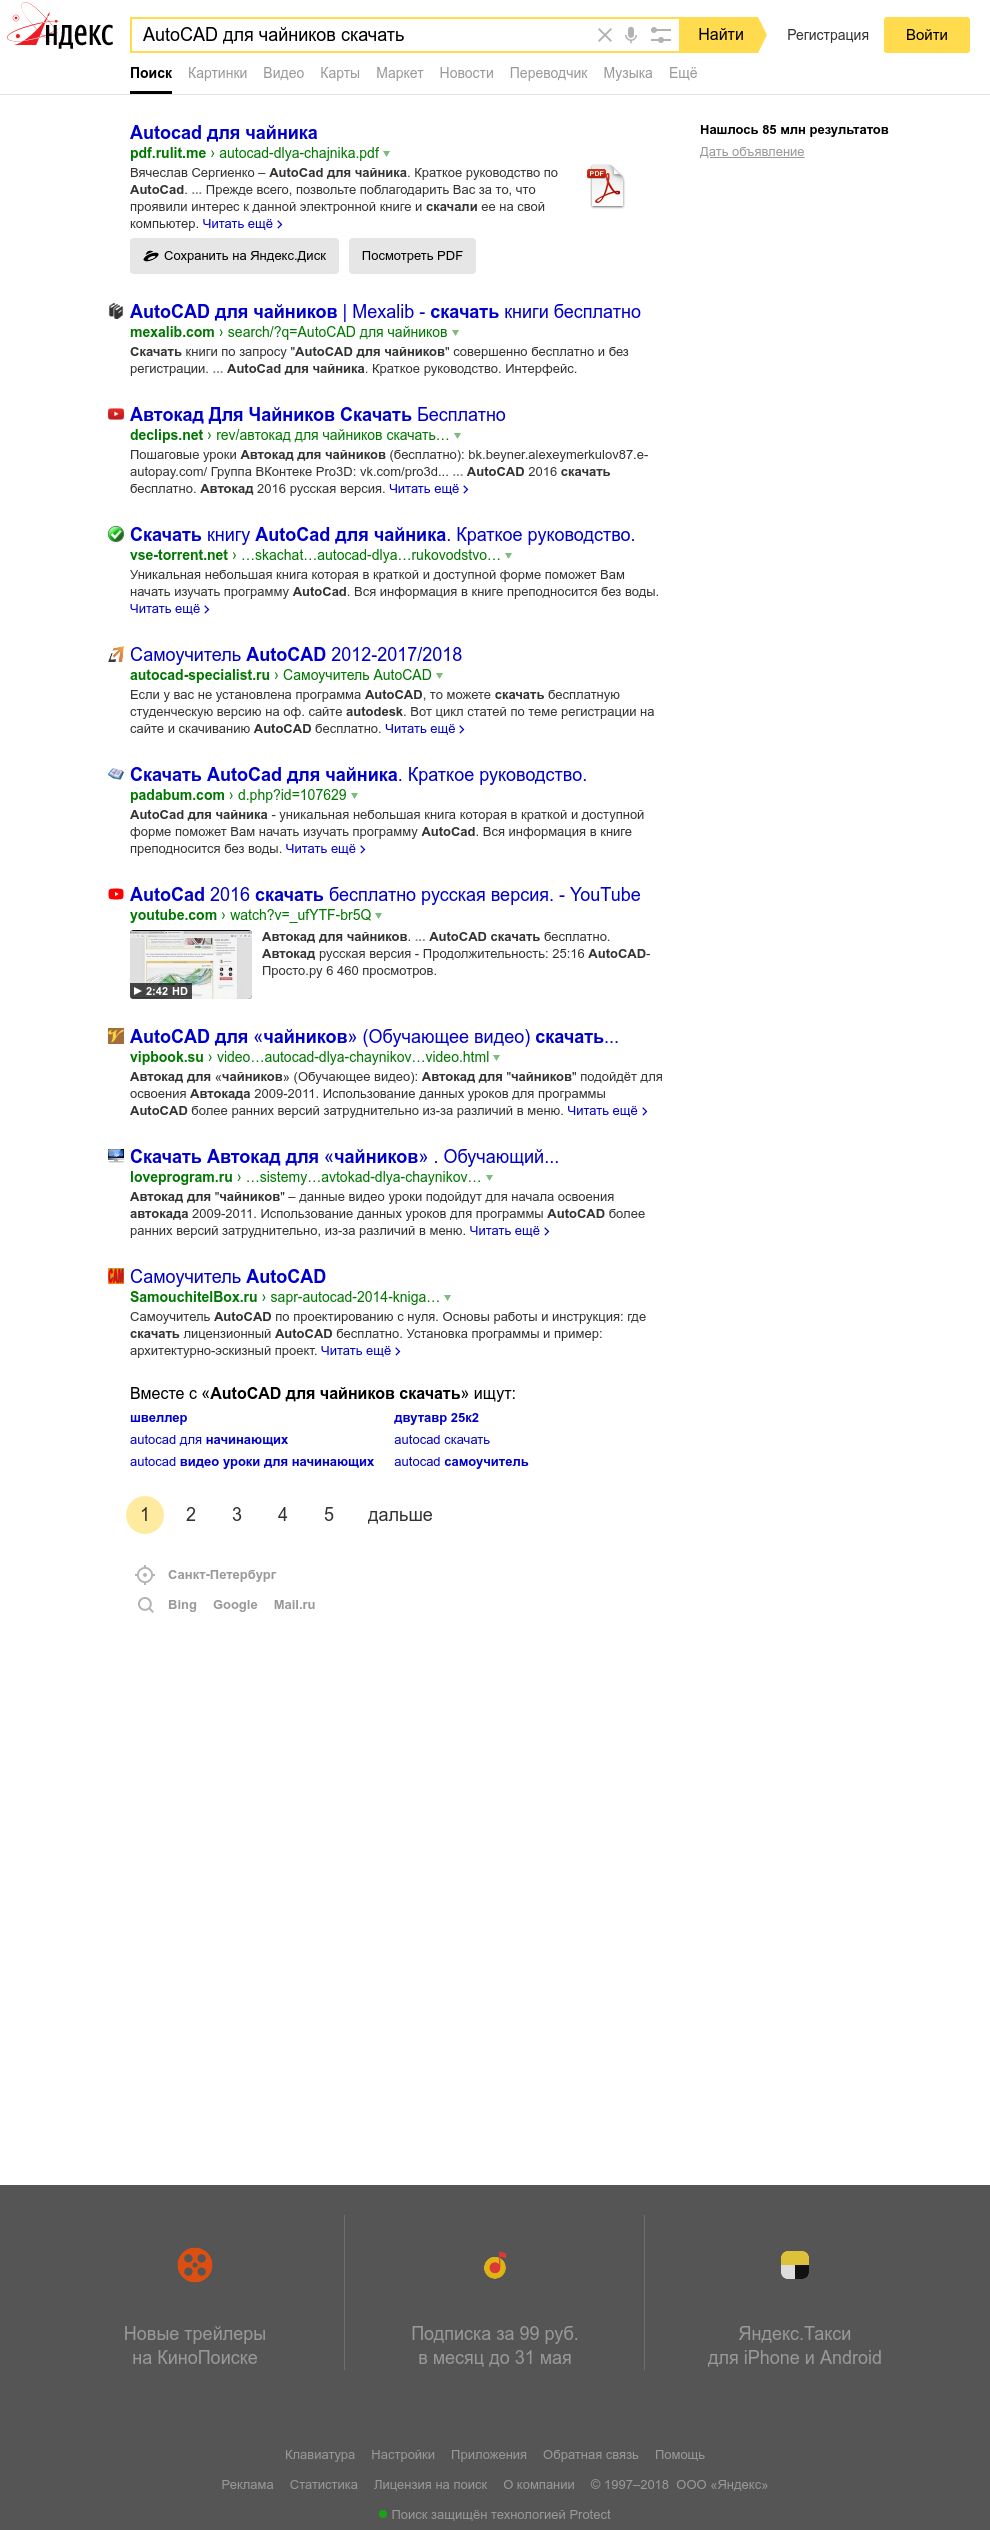 Яндекс
AutoCAD для чайников скачать
Найти
Регистрация
Войти
Поиск Картинки Видео Карты Маркет Новости Переводчик Музыка Ещё
Autocad для чайника
pdf.rulit.me › autocad-dlya-chajnika.pdf
Вячеслав Сергиенко – AutoCad для чайника. Краткое руководство по
AutoCad. ... Прежде всего, позвольте поблагодарить Вас за то, что
проявили интерес к данной электронной книге и скачали ее на свой
компьютер. Читать ещё
PDF
Сохранить на Яндекс.Диск
Посмотреть PDF
Нашлось 85 млн результатов
Дать объявление
AutoCAD для чайников | Mexalib - скачать книги бесплатно
mexalib.com › search/?q=AutoCAD для чайников
Скачать книги по запросу "AutoCAD для чайников" совершенно бесплатно и без
регистрации. ... AutoCad для чайника. Краткое руководство. Интерфейс.
Автокад Для Чайников Скачать Бесплатно
declips.net › rev/автокад для чайников скачать…
Пошаговые уроки Автокад для чайников (бесплатно): bk.beyner.alexeymerkulov87.e-
autopay.com/ Группа ВКонтеке Pro3D: vk.com/pro3d... ... AutoCAD 2016 скачать
бесплатно. Автокад 2016 русская версия. Читать ещё
Скачать книгу AutoCad для чайника. Краткое руководство.
vse-torrent.net › …skachat…autocad-dlya…rukovodstvo…
Уникальная небольшая книга которая в краткой и доступной форме поможет Вам
начать изучать программу AutoCad. Вся информация в книге преподносится без воды.
Читать ещё
Самоучитель AutoCAD 2012-2017/2018
autocad-specialist.ru › Самоучитель AutoCAD
Если у вас не установлена программа AutoCAD, то можете скачать бесплатную
студенческую версию на оф. сайте autodesk. Вот цикл статей по теме регистрации на
сайте и скачиванию AutoCAD бесплатно. Читать ещё
Скачать AutoCad для чайника. Краткое руководство.
padabum.com › d.php?id=107629
AutoCad для чайника - уникальная небольшая книга которая в краткой и доступной
форме поможет Вам начать изучать программу AutoCad. Вся информация в книге
преподносится без воды. Читать ещё
AutoCad 2016 скачать бесплатно русская версия. - YouTube
youtube.com › watch?v=_ufYTF-br5Q
Автокад для чайников. ... AutoCAD скачать бесплатно.
Автокад русская версия - Продолжительность: 25:16 AutoCAD-
Просто.ру 6 460 просмотров.
2:42 HD
AutoCAD для «чайников» (Обучающее видео) скачать...
vipbook.su › video…autocad-dlya-chaynikov…video.html
Автокад для «чайников» (Обучающее видео): Автокад для "чайников" подойдёт для
освоения Автокада 2009-2011. Использование данных уроков для программы
AutoCAD более ранних версий затруднительно из-за различий в меню. Читать ещё
Скачать Автокад для «чайников» . Обучающий...
loveprogram.ru › …sistemy…avtokad-dlya-chaynikov…
Автокад для "чайников" – данные видео уроки подойдут для начала освоения
автокада 2009-2011. Использование данных уроков для программы AutoCAD более
ранних версий затруднительно, из-за различий в меню. Читать ещё
Самоучитель AutoCAD
SamouchitelBox.ru › sapr-autocad-2014-kniga…
Самоучитель AutoCAD по проектированию с нуля. Основы работы и инструкция: где
скачать лицензионный AutoCAD бесплатно. Установка программы и пример:
архитектурно-эскизный проект. Читать ещё
Вместе с «AutoCAD для чайников скачать» ищут:
швеллер двутавр 25к2
autocad для начинающих autocad скачать
autocad видео уроки для начинающих autocad самоучитель
1 2 3 4 5 дальше
Санкт-Петербург
Bing Google Mail.ru
Новые трейлеры
на КиноПоиске
Подписка за 99 руб.
в месяц до 31 мая
Яндекс.Такси
для iPhone и Android
Клавиатура Настройки Приложения Обратная связь Помощь
Реклама Статистика Лицензия на поиск О компании © 1997–2018 ООО «Яндекс»
Поиск защищён технологией Protect